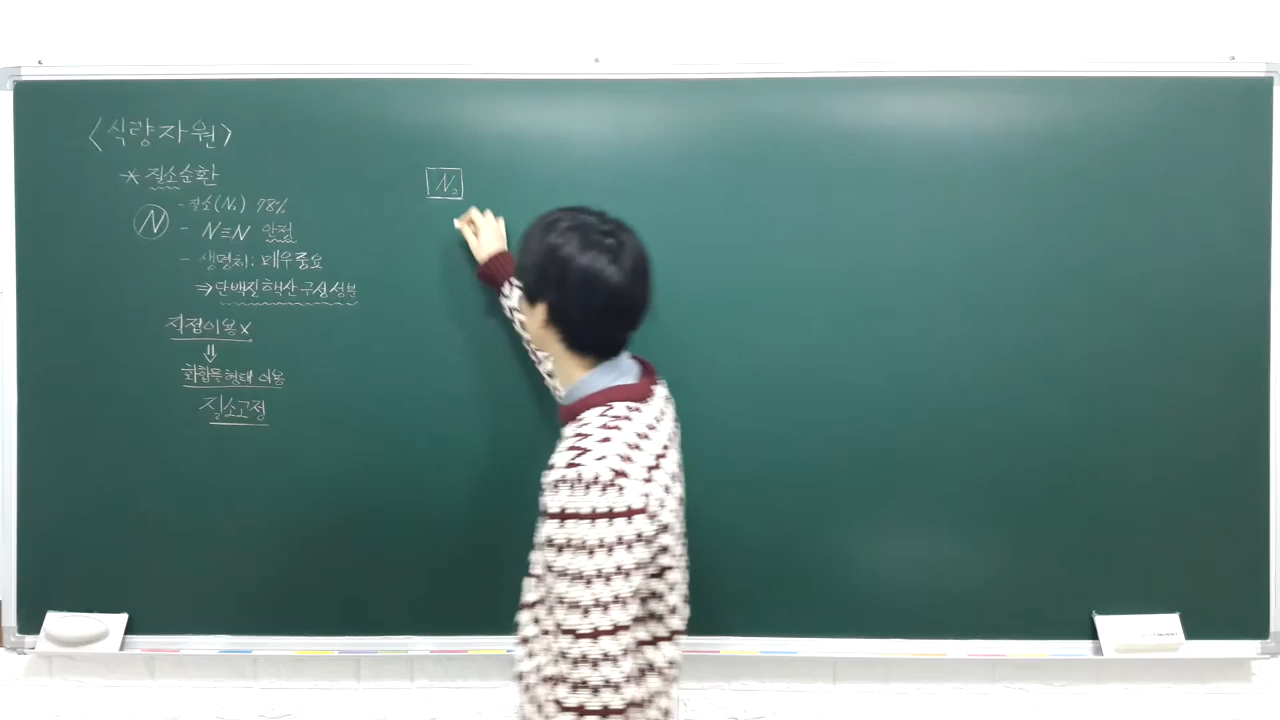 <식량자원>
* 질소순환
- 질소(N₂) 78%
N
- N≡N 안정
- 생명체: 매우중요
⇒ 단백질 핵산 구성성분
직접이용 x
⇓
화합물 형태 이용
질소고정
N₂